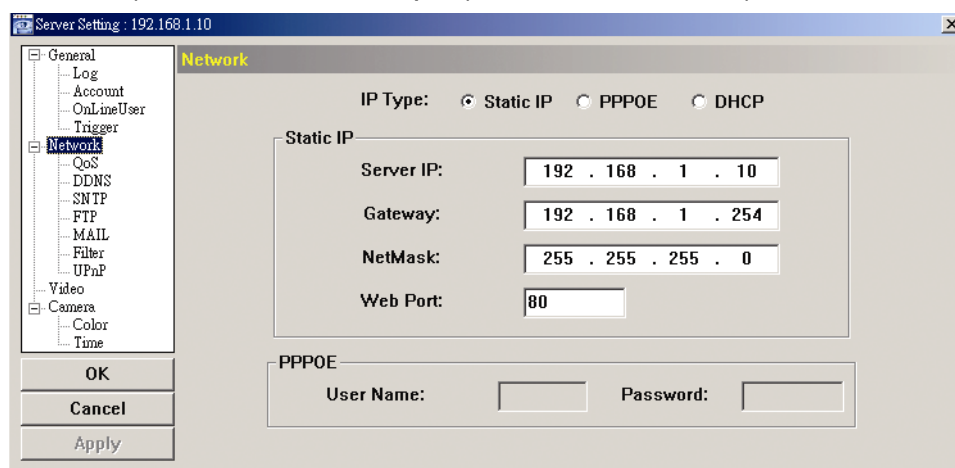 Server Setting : 192.168.1.10
General
Log
Account
OnLineUser
Trigger
Network
QoS
DDNS
SNTP
FTP
MAIL
Filter
UPnP
Video
Camera
Color
Time
OK
Cancel
Apply
Network
IP Type: Static IP PPPOE DHCP
Static IP
Server IP: 192 . 168 . 1 . 10
Gateway: 192 . 168 . 1 . 254
NetMask: 255 . 255 . 255 . 0
Web Port: 80
PPPOE
User Name: Password: